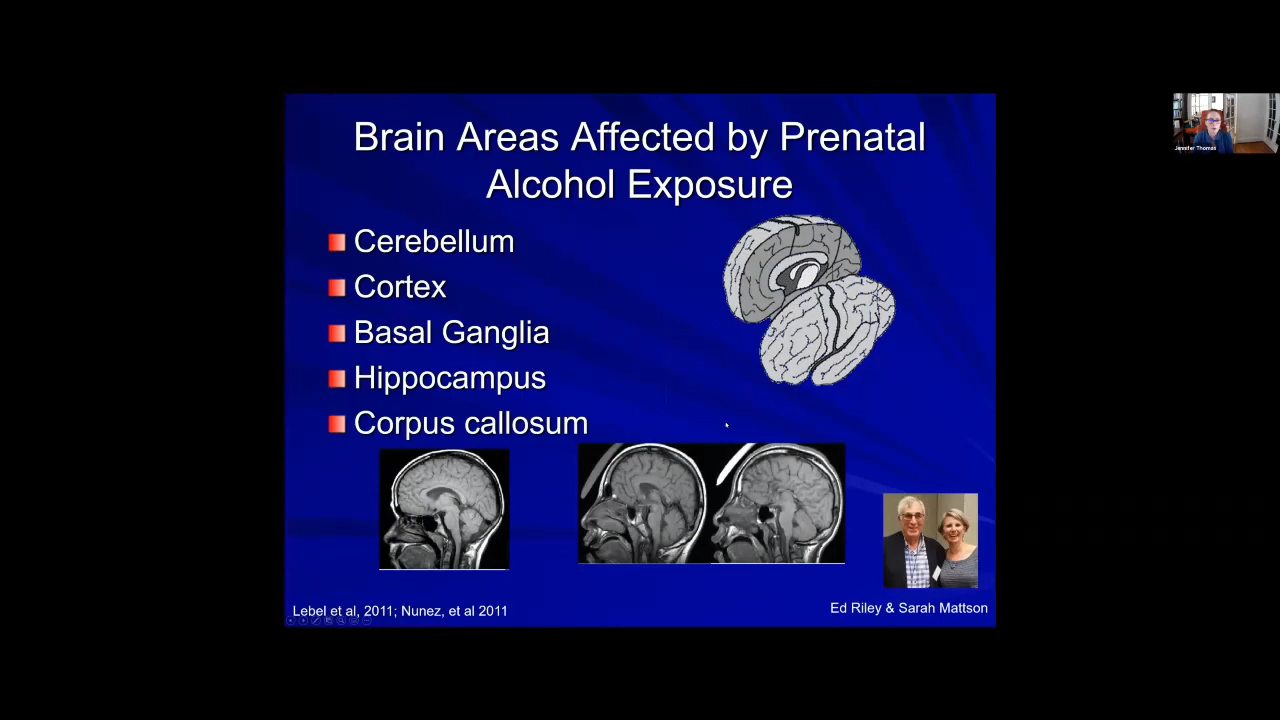 Brain Areas Affected by Prenatal
Alcohol Exposure
Cerebellum
Cortex
Basal Ganglia
Hippocampus
Corpus callosum
Lebel et al, 2011; Nunez, et al 2011
Ed Riley & Sarah Mattson
Jennifer Thomas